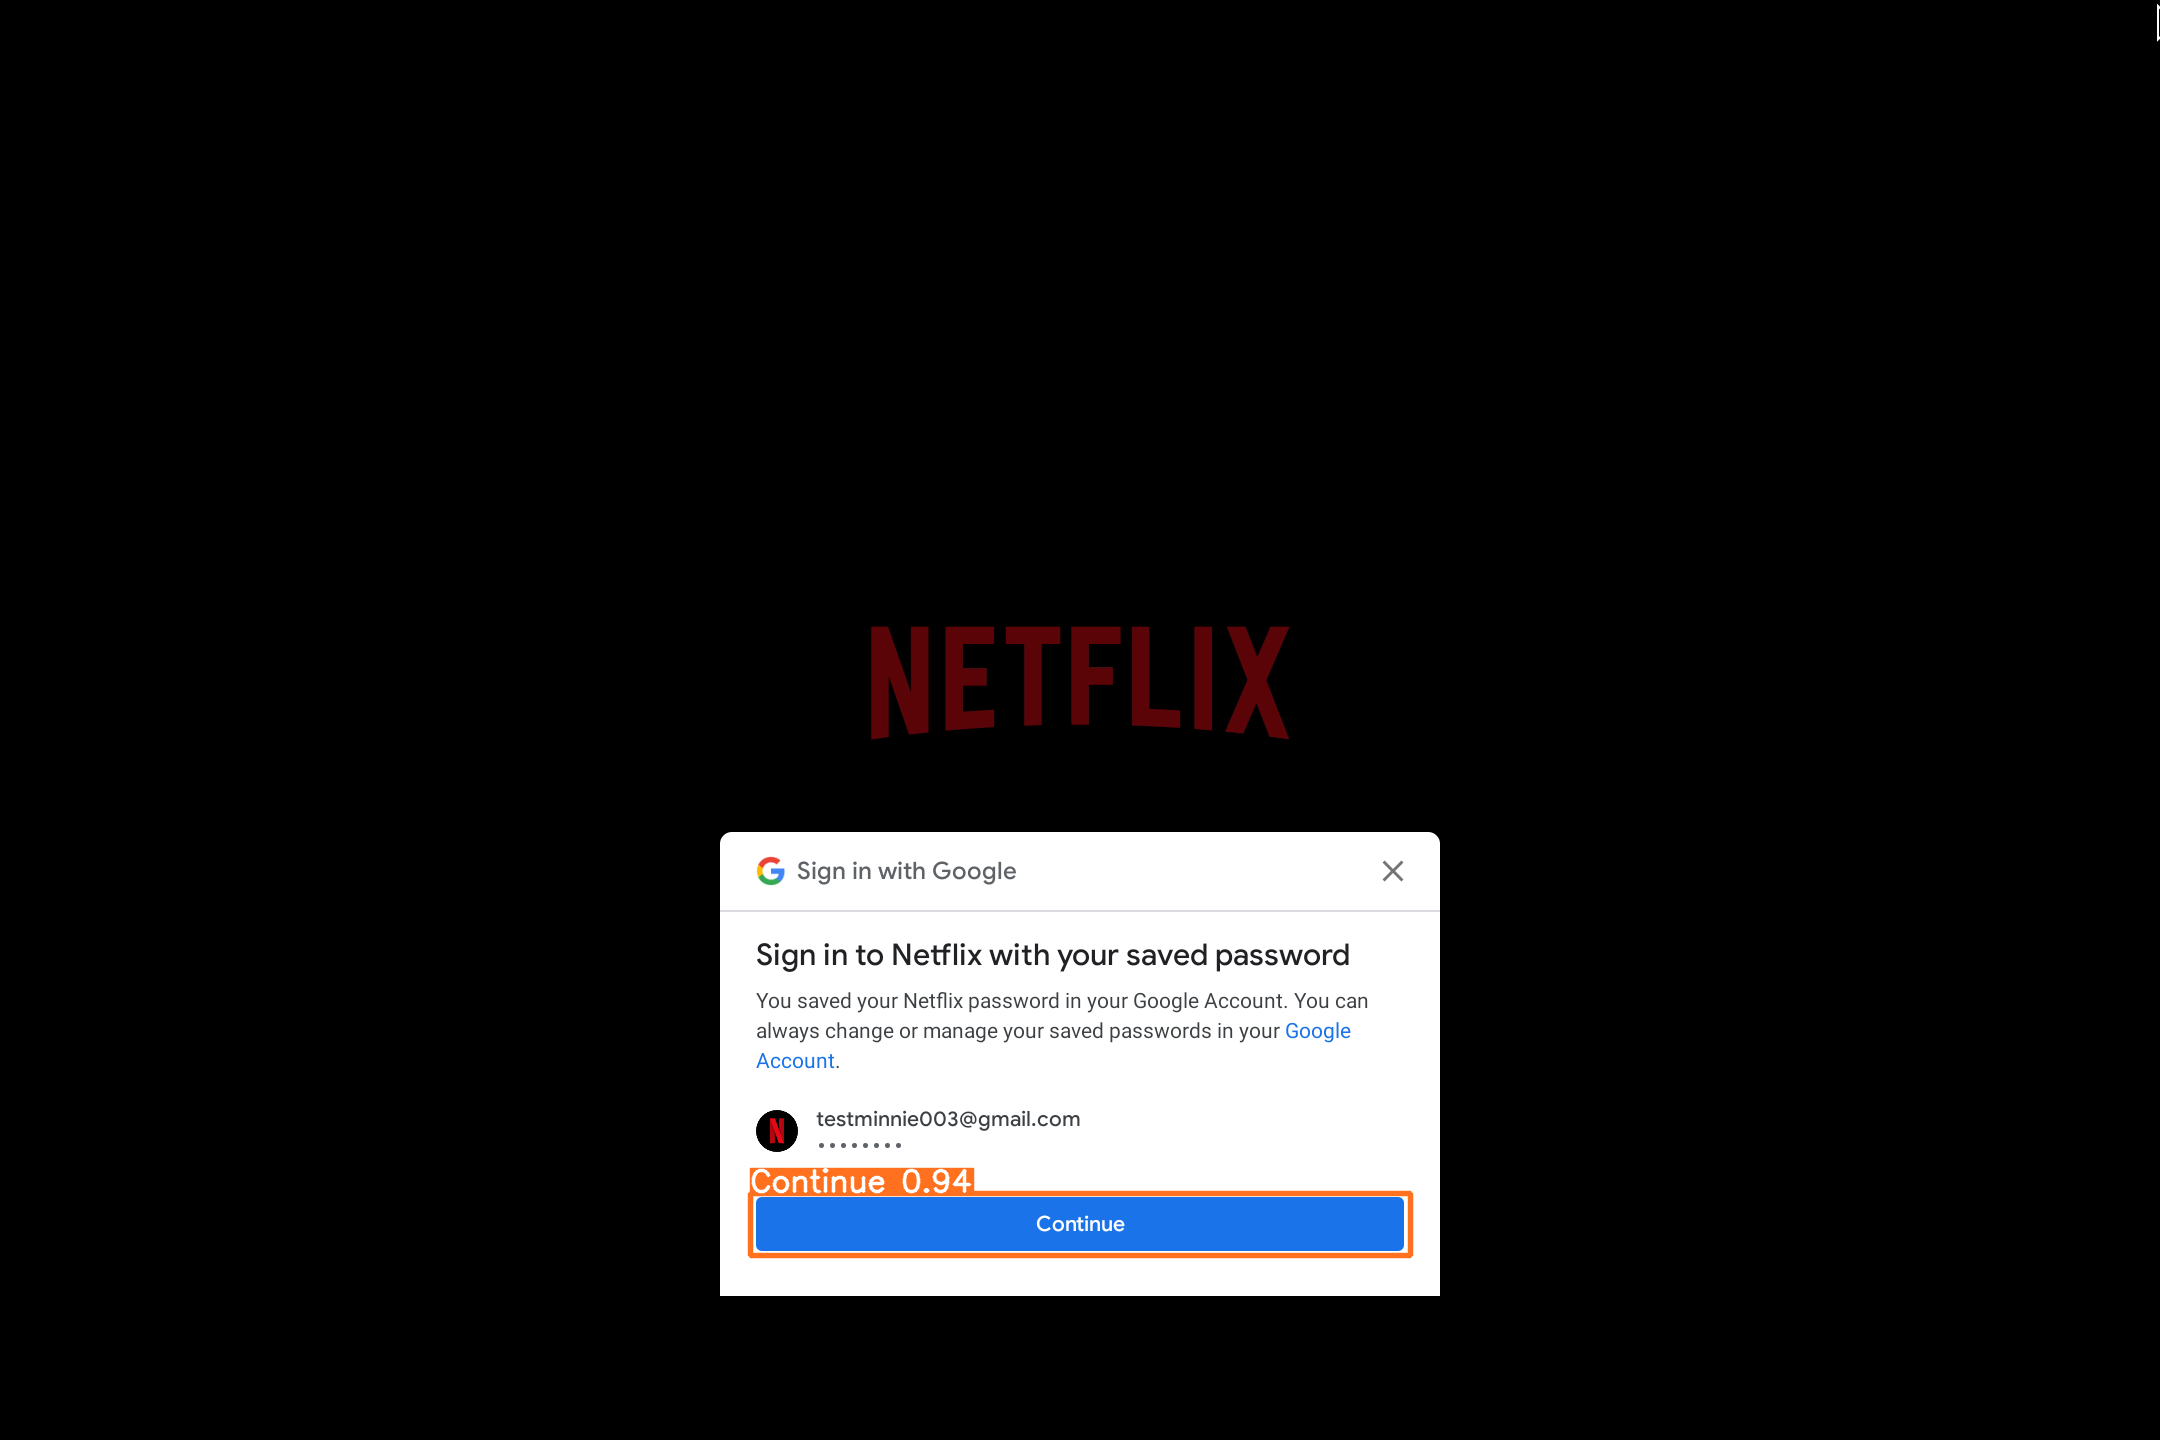 NETFLIX
Sign in with Google
Sign in to Netflix with your saved password
You saved your Netflix password in your Google Account. You can
always change or manage your saved passwords in your Google
Account.
testminnie003@gmail.com
••••••••
Continue 0.94
Continue